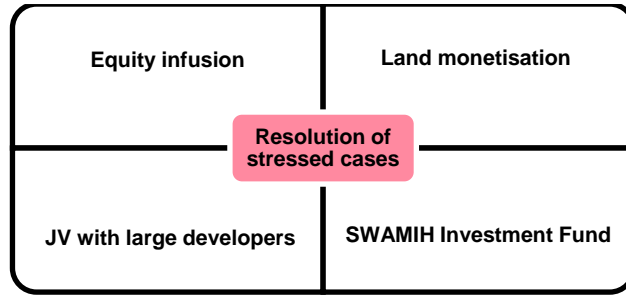 Equity infusion
Land monetisation
Resolution of
stressed cases
JV with large developers
SWAMIH Investment Fund